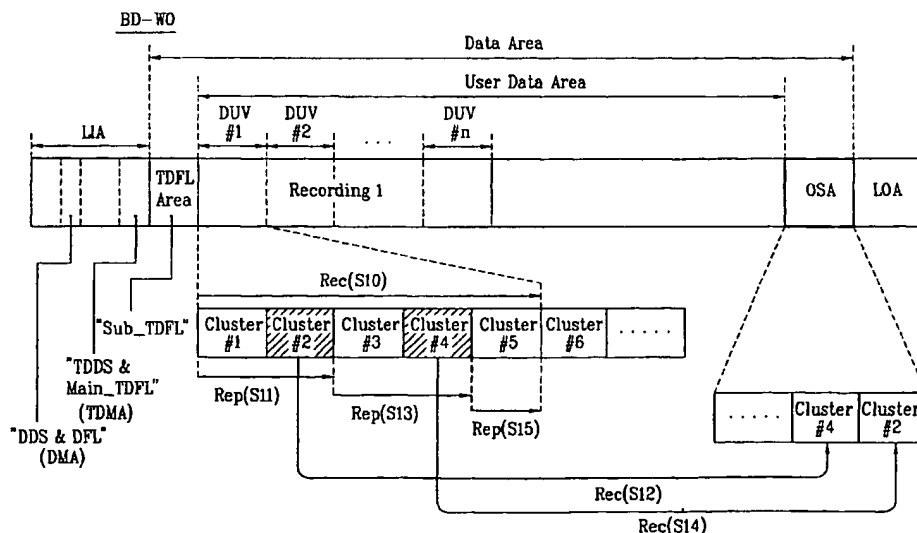 BD-WO
Data Area
User Data Area
DUV #1
DUV #2
. . .
DUV #n
LIA
TDFL Area
Recording 1
OSA
LOA
Rec(S10)
"Sub_TDFL"
Cluster #1
Cluster #2
Cluster #3
Cluster #4
Cluster #5
Cluster #6
. . . . .
"TDDS & Main_TDFL" (TDMA)
Rep(S11)
Rep(S13)
Rep(S15)
"DDS & DFL" (DMA)
. . . . .
Cluster #4
Cluster #2
Rec(S12)
Rec(S14)